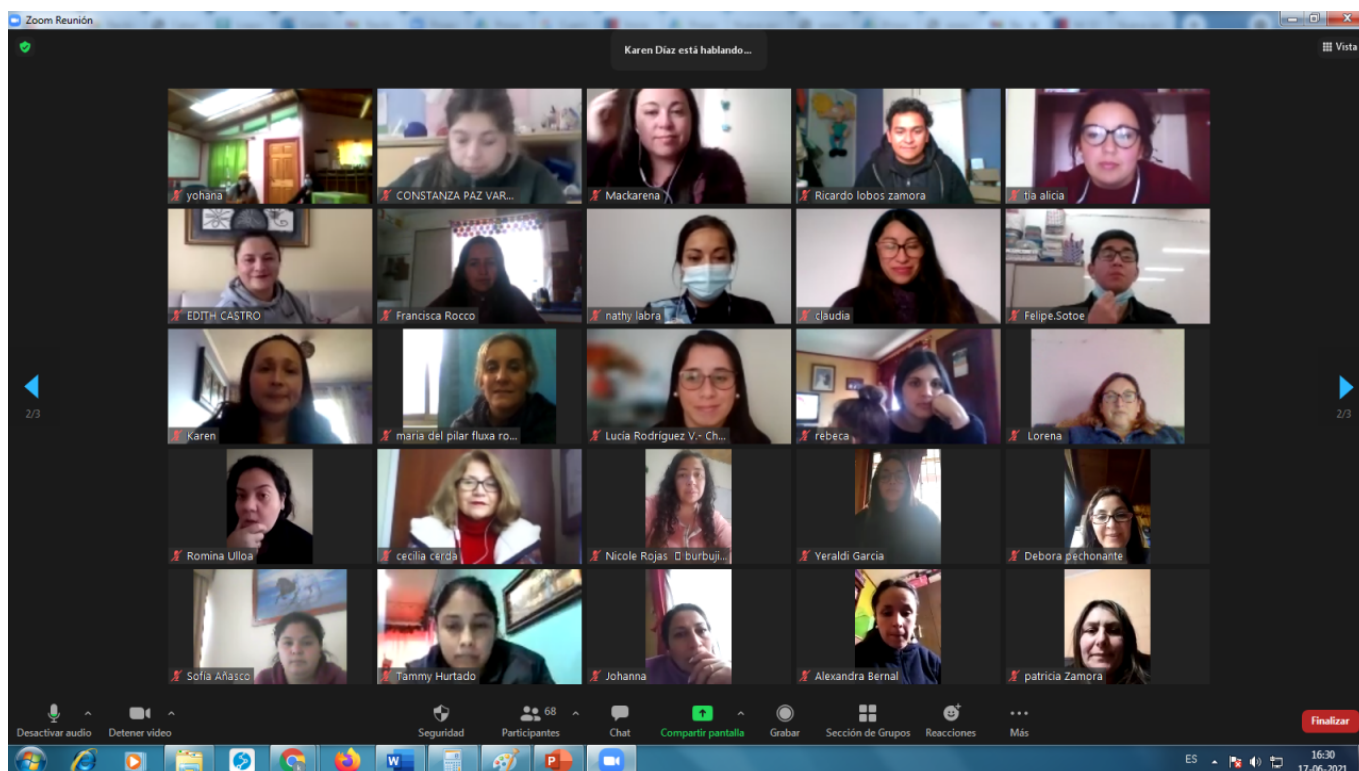 Zoom Reunión
Karen Díaz está hablando...
Vista
yohana
CONSTANZA PAZ VAR...
Mackarena
Ricardo lobos zamora
tia alicia
EDITH CASTRO
Francisca Rocco
nathy labra
claudia
Felipe.Sotoe
2/3
2/3
Karen
maria del pilar fluxa ro...
Lucía Rodríguez V.- Ch...
rebeca
Lorena
Romina Ulloa
cecilia cerda
Nicole Rojas burbuji...
Yeraldi Garcia
Debora pechonante
Sofía Añasco
Tammy Hurtado
Johanna
Alexandra Bernal
patricia Zamora
Desactivar audio
Detener video
Seguridad
68
Participantes
Chat
Compartir pantalla
Grabar
Sección de Grupos
Reacciones
Más
Finalizar
ES
16:30
17-06-2021